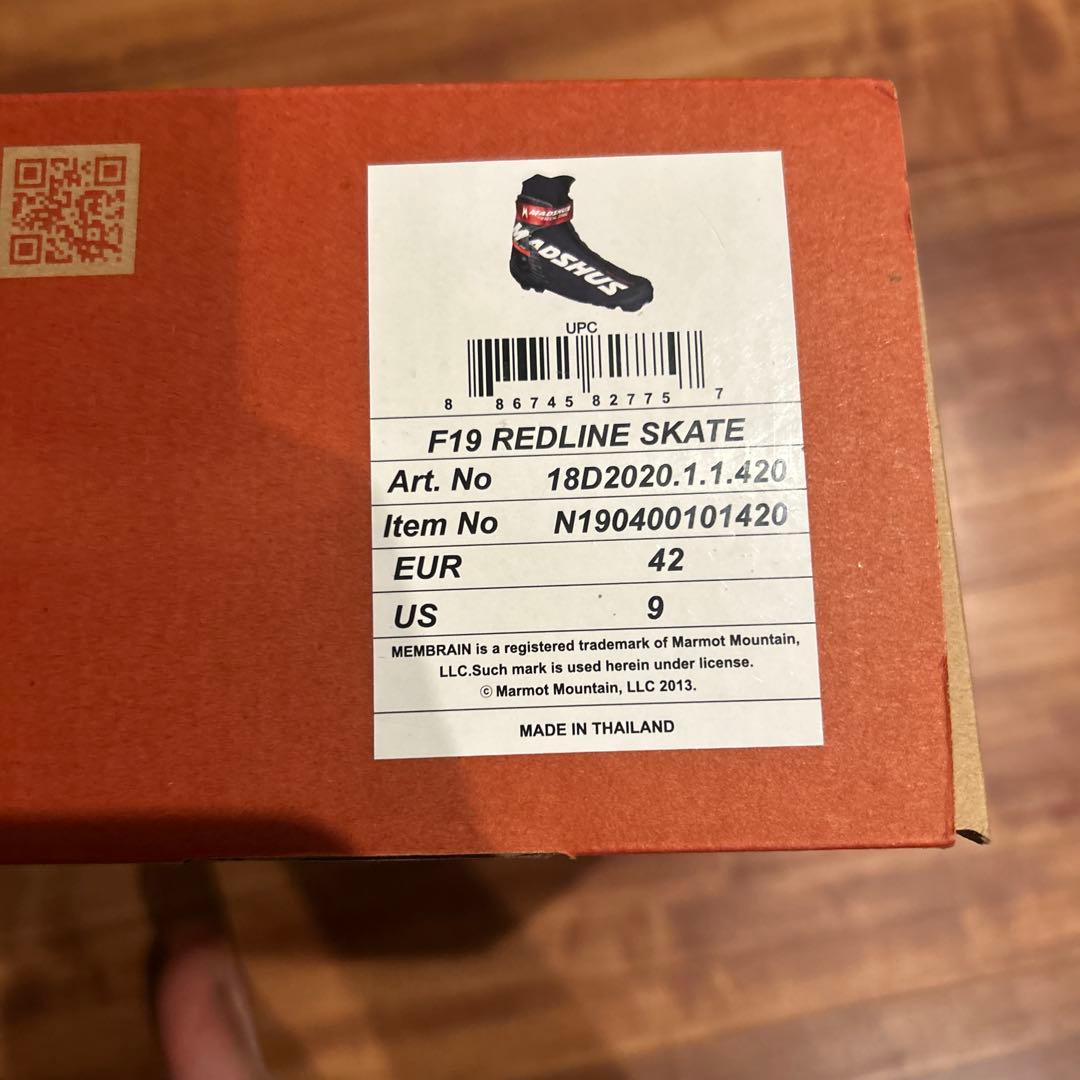 MADSHUS
MADSHUS
UPC
8 86745 82775 7
F19 REDLINE SKATE
Art. No 18D2020.1.1.420
Item No N190400101420
EUR 42
US 9
MEMBRAIN is a registered trademark of Marmot Mountain,
LLC.Such mark is used herein under license.
© Marmot Mountain, LLC 2013.
MADE IN THAILAND